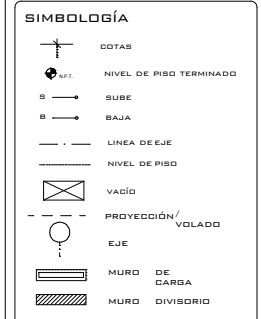 SIMBOLOGÍA
COTAS
N.P.T. NIVEL DE PISO TERMINADO
S SUBE
B BAJA
LINEA DE EJE
NIVEL DE PISO
VACÍO
PROYECCIÓN/
VOLADO
EJE
MURO DE
CARGA
MURO DIVISORIO